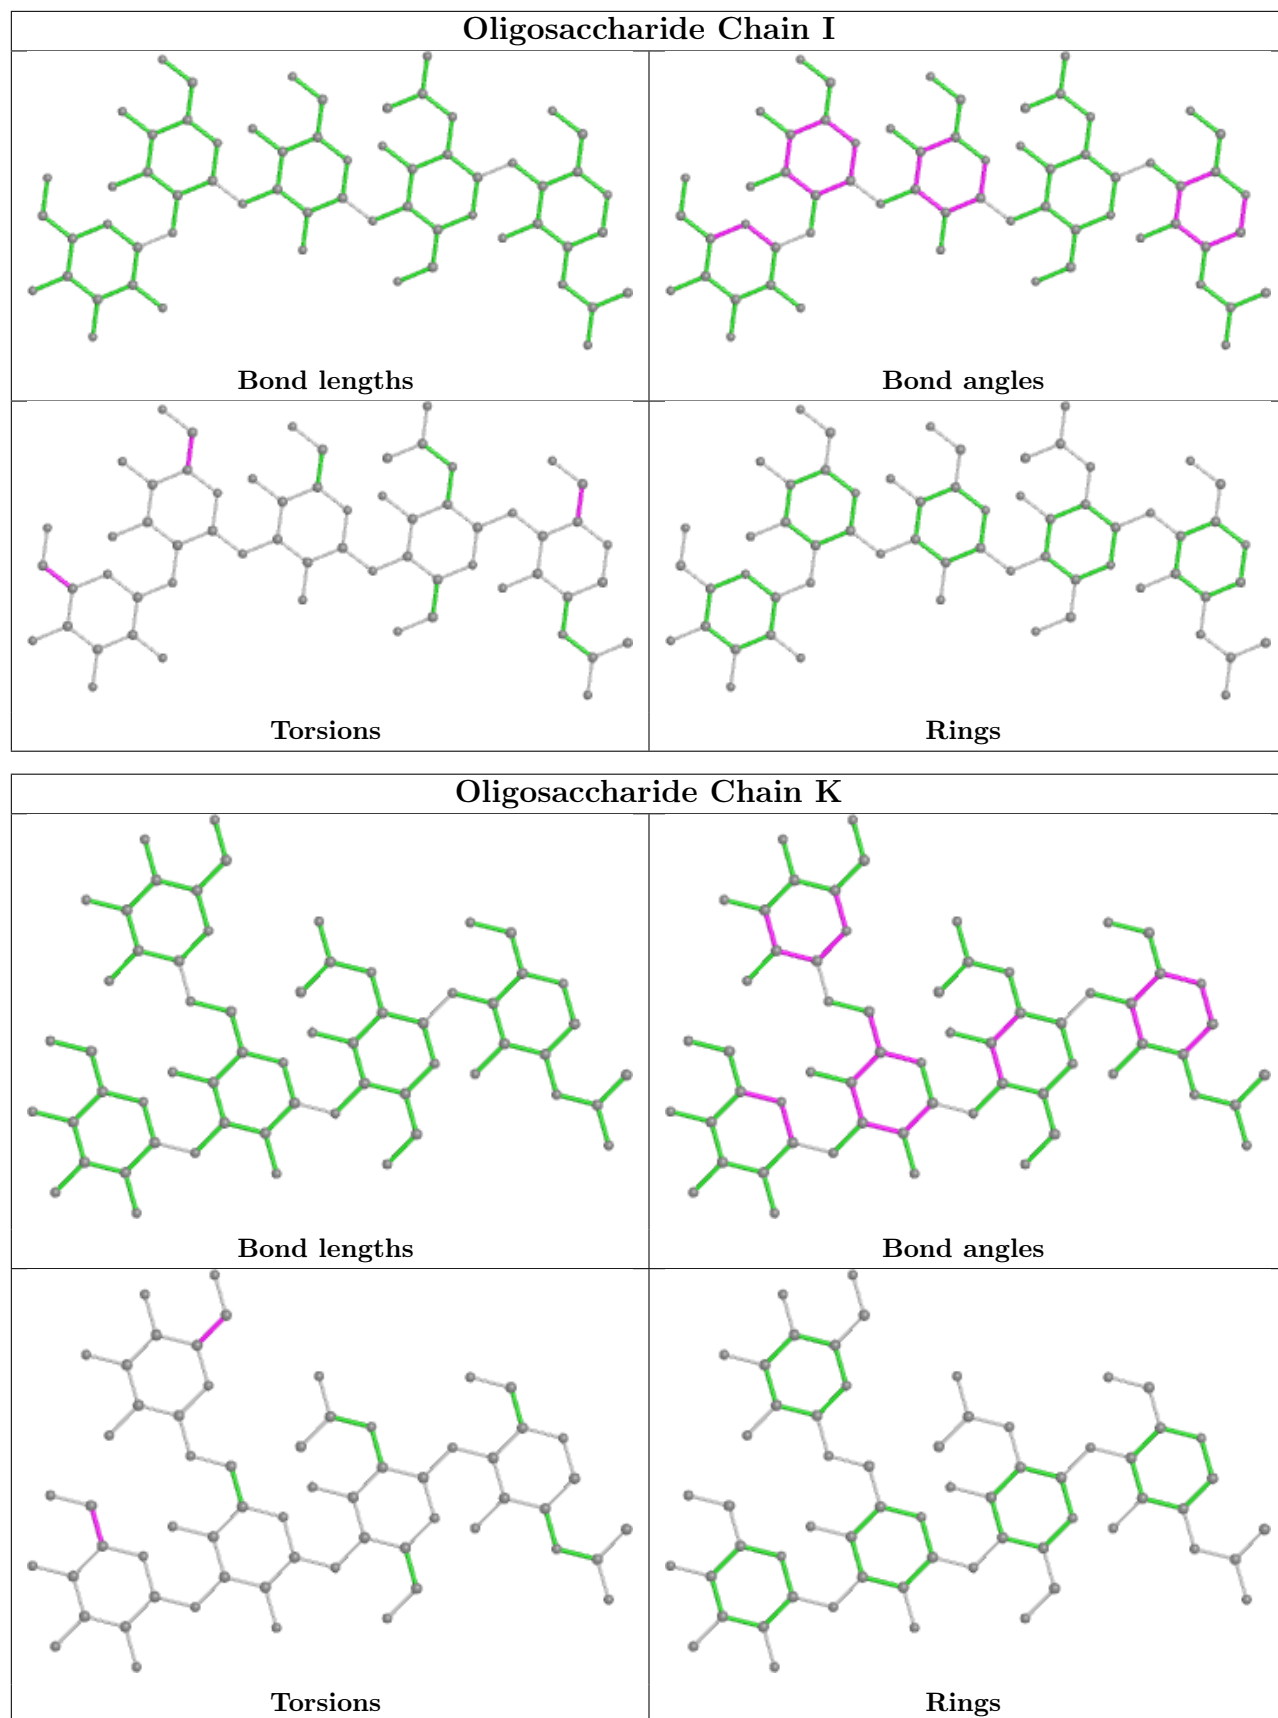 Oligosaccharide Chain I
Bond lengths
Bond angles
Torsions
Rings
Oligosaccharide Chain K
Bond lengths
Bond angles
Torsions
Rings